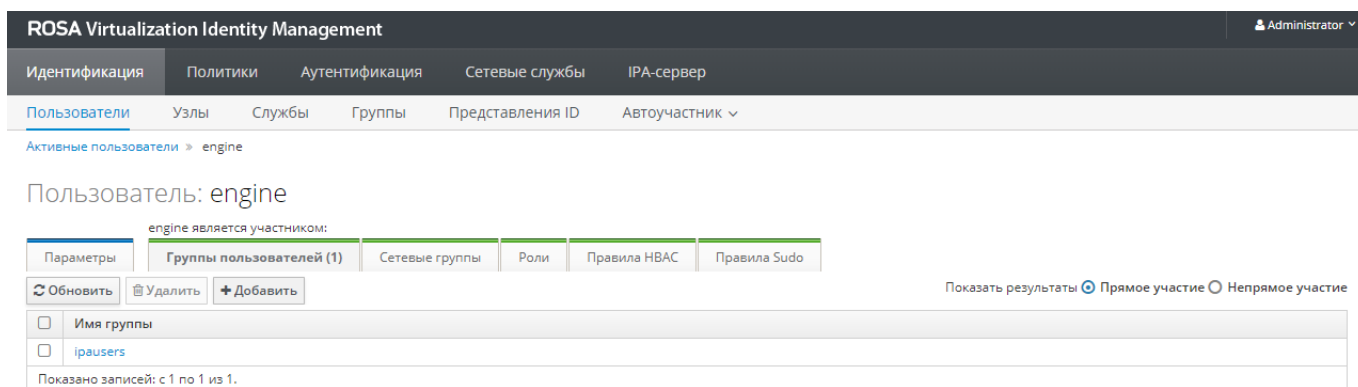 ROSA Virtualization Identity Management Administrator
Идентификация Политики Аутентификация Сетевые службы IPA-сервер
Пользователи Узлы Службы Группы Представления ID Автоучастник
Активные пользователи » engine
Пользователь: engine
engine является участником:
Параметры Группы пользователей (1) Сетевые группы Роли Правила HBAC Правила Sudo
Обновить Удалить Добавить Показать результаты Прямое участие Непрямое участие
Имя группы
ipausers
Показано записей: с 1 по 1 из 1.